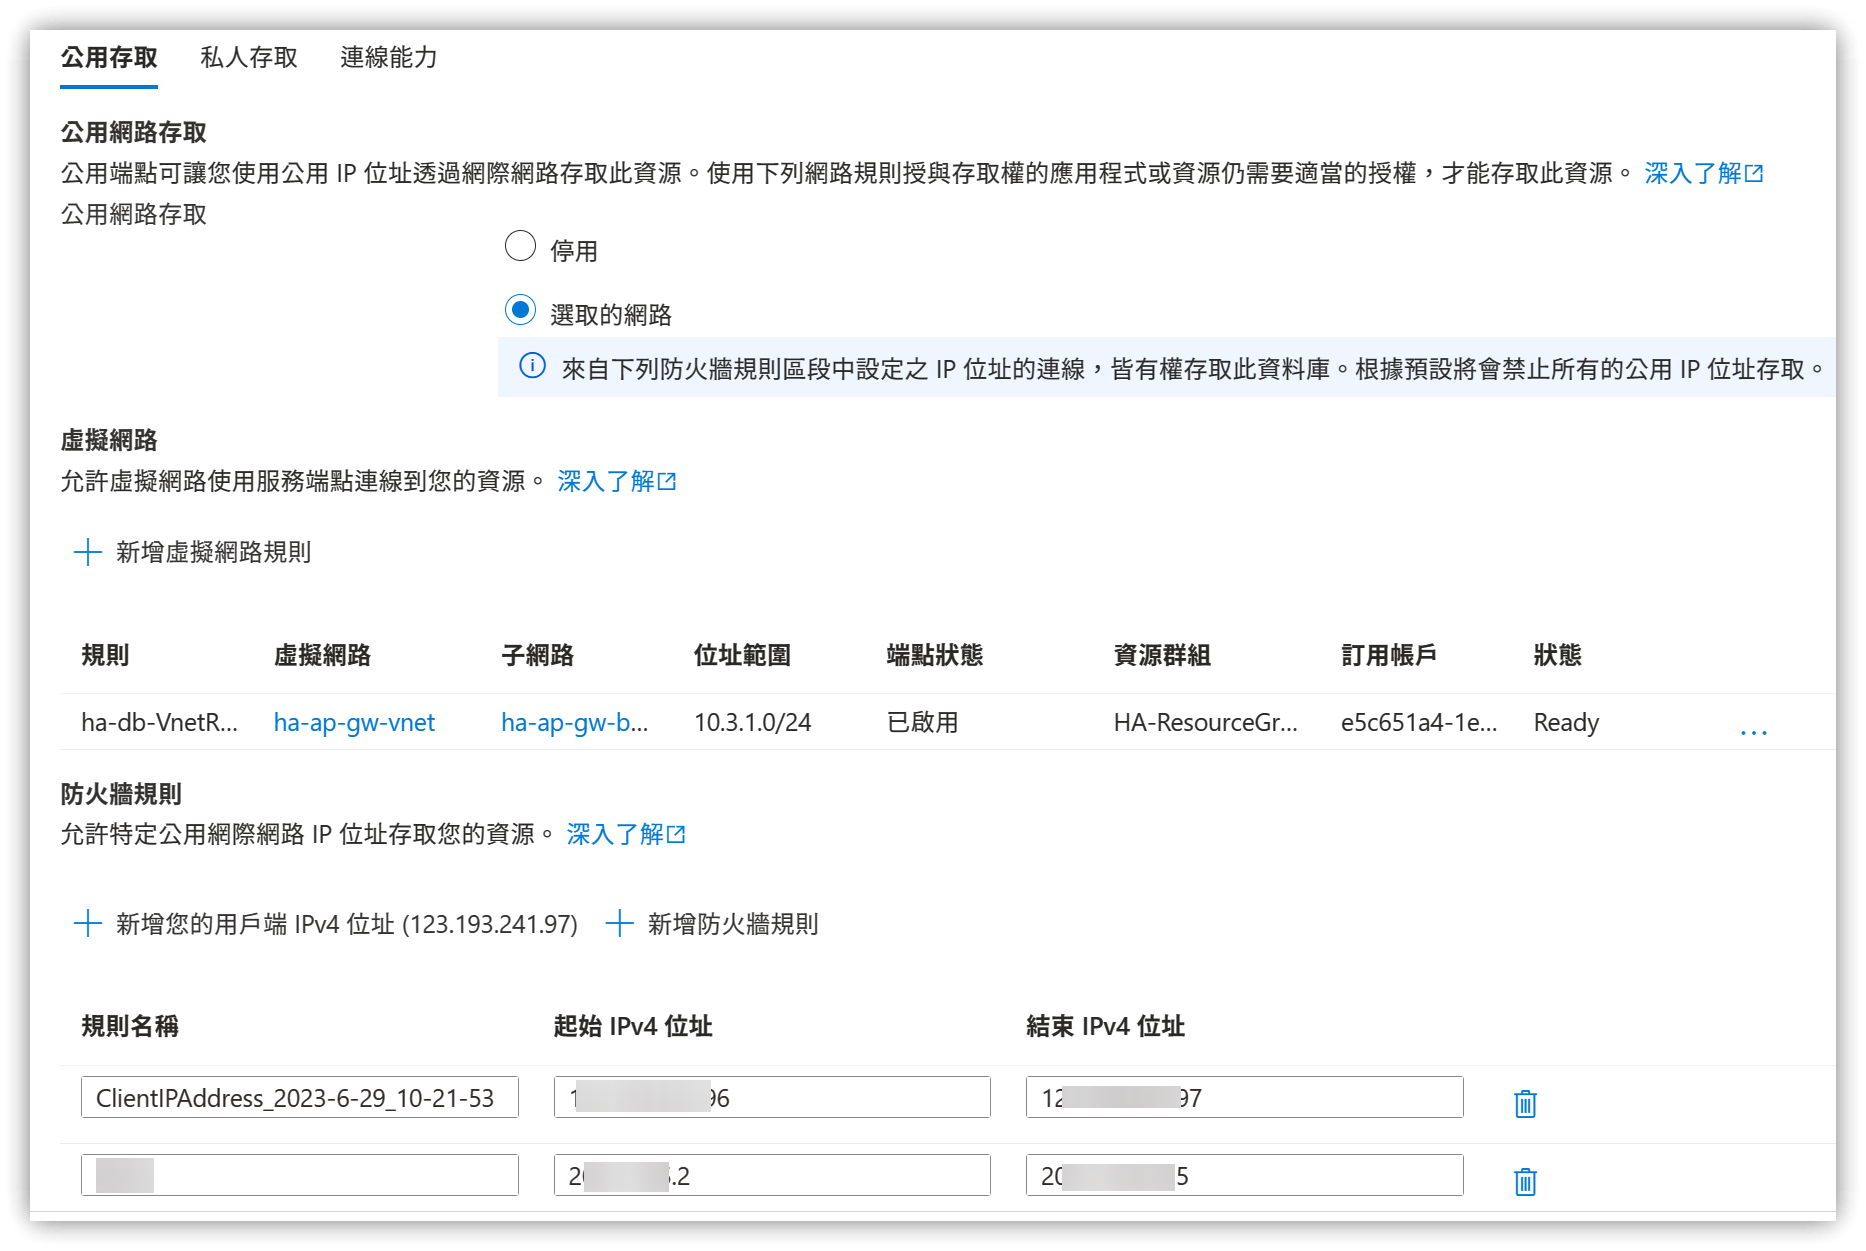 公用存取 私人存取 連線能力
公用網路存取
公用端點可讓您使用公用 IP 位址透過網際網路存取此資源。使用下列網路規則授與存取權的應用程式或資源仍需要適當的授權，才能存取此資源。 深入了解
公用網路存取
停用
選取的網路
來自下列防火牆規則區段中設定之 IP 位址的連線，皆有權存取此資料庫。根據預設將會禁止所有的公用 IP 位址存取。
虛擬網路
允許虛擬網路使用服務端點連線到您的資源。 深入了解
新增虛擬網路規則
規則 虛擬網路 子網路 位址範圍 端點狀態 資源群組 訂用帳戶 狀態
ha-db-VnetR... ha-ap-gw-vnet ha-ap-gw-b... 10.3.1.0/24 已啟用 HA-ResourceGr... e5c651a4-1e... Ready ...
防火牆規則
允許特定公用網際網路 IP 位址存取您的資源。 深入了解
新增您的用戶端 IPv4 位址 (123.193.241.97) 新增防火牆規則
規則名稱 起始 IPv4 位址 結束 IPv4 位址
ClientIPAddress_2023-6-29_10-21-53 1 96 12 97
2 .2 20 5